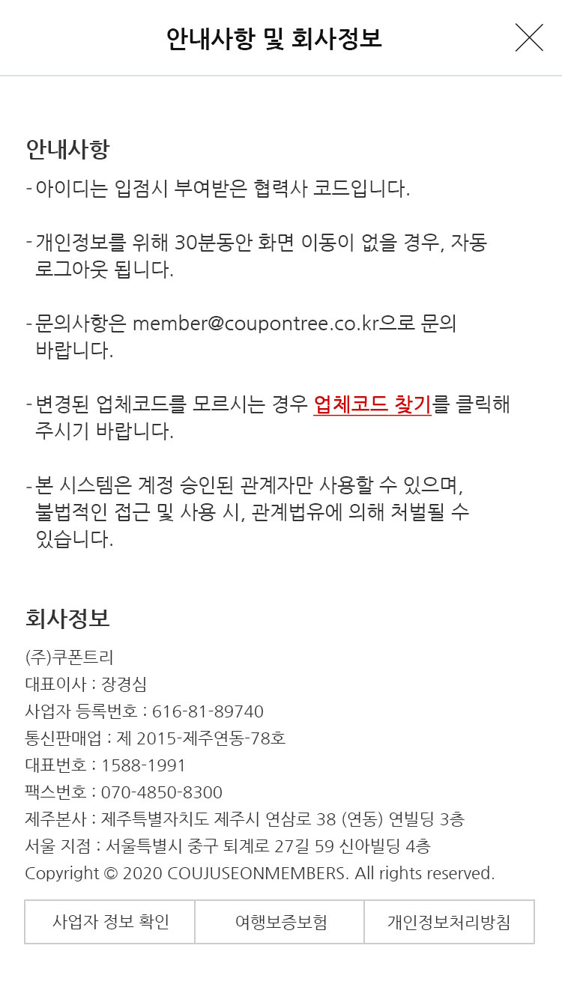 안내사항 및 회사정보
안내사항
- 아이디는 입점시 부여받은 협력사 코드입니다.
- 개인정보를 위해 30분동안 화면 이동이 없을 경우, 자동
로그아웃 됩니다.
- 문의사항은 member@coupontree.co.kr으로 문의
바랍니다.
- 변경된 업체코드를 모르시는 경우 업체코드 찾기를 클릭해
주시기 바랍니다.
- 본 시스템은 계정 승인된 관계자만 사용할 수 있으며,
불법적인 접근 및 사용 시, 관계법유에 의해 처벌될 수
있습니다.
회사정보
(주)쿠폰트리
대표이사 : 장경심
사업자 등록번호 : 616-81-89740
통신판매업 : 제 2015-제주연동-78호
대표번호 : 1588-1991
팩스번호 : 070-4850-8300
제주본사 : 제주특별자치도 제주시 연삼로 38 (연동) 연빌딩 3층
서울 지점 : 서울특별시 중구 퇴계로 27길 59 신아빌딩 4층
Copyright © 2020 COUJUSEONMEMBERS. All rights reserved.
사업자 정보 확인 여행보증보험 개인정보처리방침